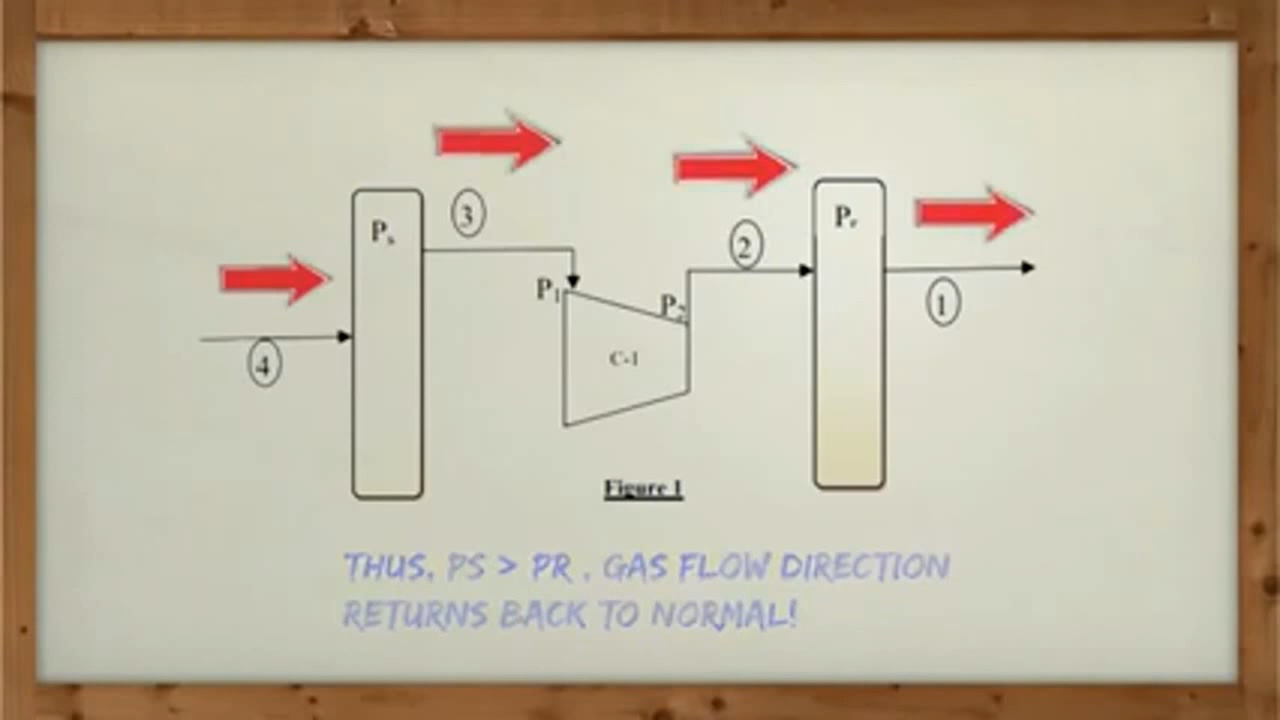 3
Ps
Pr
2
P1
P2
1
C-1
4
Figure 1
THUS, PS > PR , GAS FLOW DIRECTION
RETURNS BACK TO NORMAL!